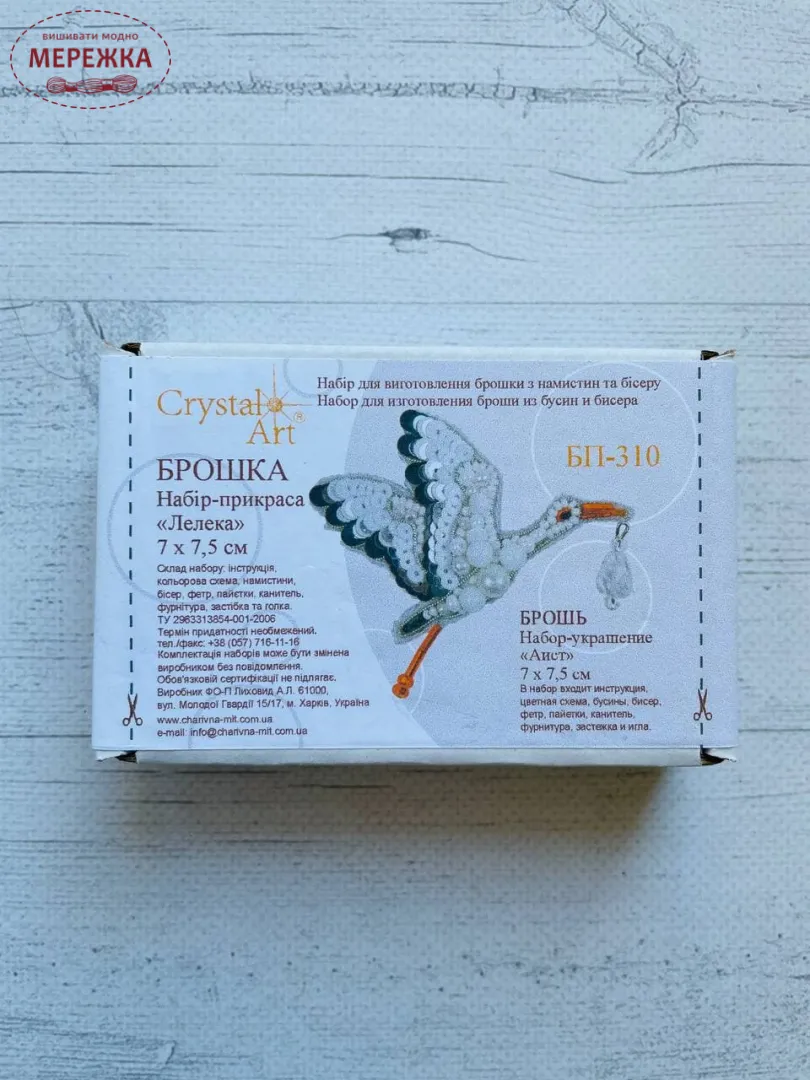 вишивати модно
МЕРЕЖКА
Набір для виготовлення брошки з намистин та бісеру
Набор для изготовления броши из бусин и бисера
Crystal
Art®
БП-310
БРОШКА
Набір-прикраса
«Лелека»
7 x 7,5 см
Склад набору: інструкція,
кольорова схема, намистини,
бісер, фетр, пайєтки, канитель,
фурнітура, застібка та голка.
ТУ 2963313854-001-2006
Термін придатності необмежений.
тел./факс: +38 (057) 716-11-16
Комплектація наборів може бути змінена
виробником без повідомлення.
Обов'язковій сертифікації не підлягає.
Виробник ФО-П Лиховид А.Л. 61000,
вул. Молодої Гвардії 15/17, м. Харків, Україна
www.charivna-mit.com.ua
e-mail: info@charivna-mit.com.ua
БРОШЬ
Набор-украшение
«Аист»
7 x 7,5 см
В набор входит инструкция,
цветная схема, бусины, бисер,
фетр, пайетки, канитель,
фурнитура, застежка и игла.